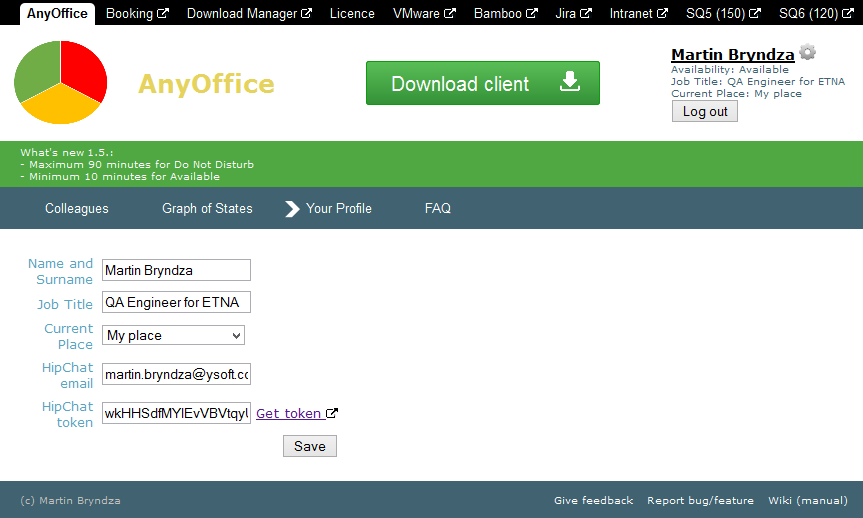 AnyOffice Booking Download Manager Licence VMware Bamboo Jira Intranet SQ5 (150) SQ6 (120)
AnyOffice
Download client
Martin Bryndza
Availability: Available
Job Title: QA Engineer for ETNA
Current Place: My place
Log out
What's new 1.5.:
- Maximum 90 minutes for Do Not Disturb
- Minimum 10 minutes for Available
Colleagues Graph of States Your Profile FAQ
Name and
Surname
Martin Bryndza
Job Title QA Engineer for ETNA
Current
Place
My place
HipChat
email
martin.bryndza@ysoft.co
HipChat
token
Get token
Save
(c) Martin Bryndza Give feedback Report bug/feature Wiki (manual)